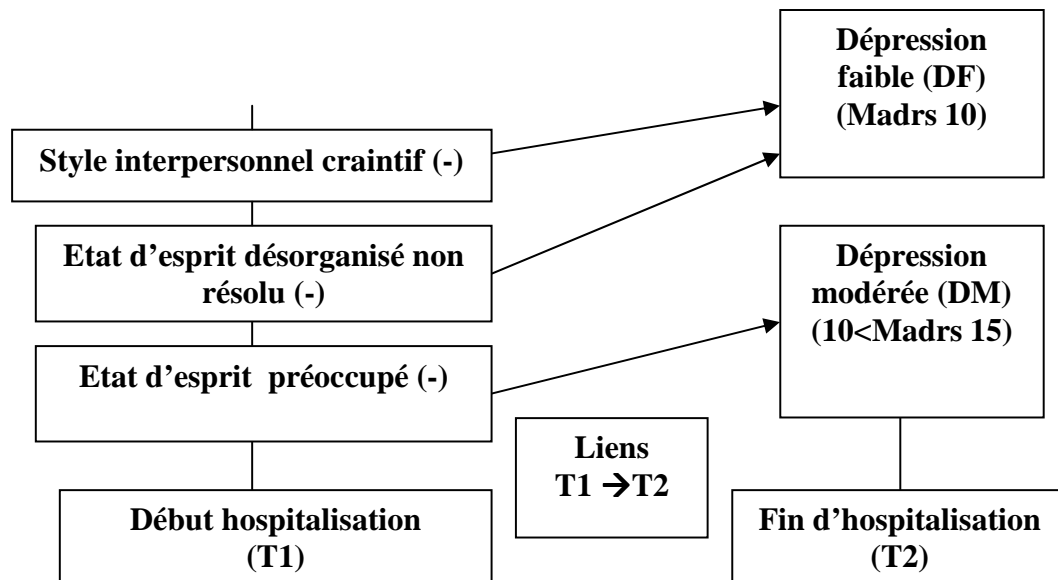 Dépression
faible (DF)
(Madrs 10)
Style interpersonnel craintif (-)
Etat d’esprit désorganisé non
résolu (-)
Dépression
modérée (DM)
(10<Madrs 15)
Etat d’esprit préoccupé (-)
Liens
T1 →T2
Début hospitalisation
(T1)
Fin d’hospitalisation
(T2)